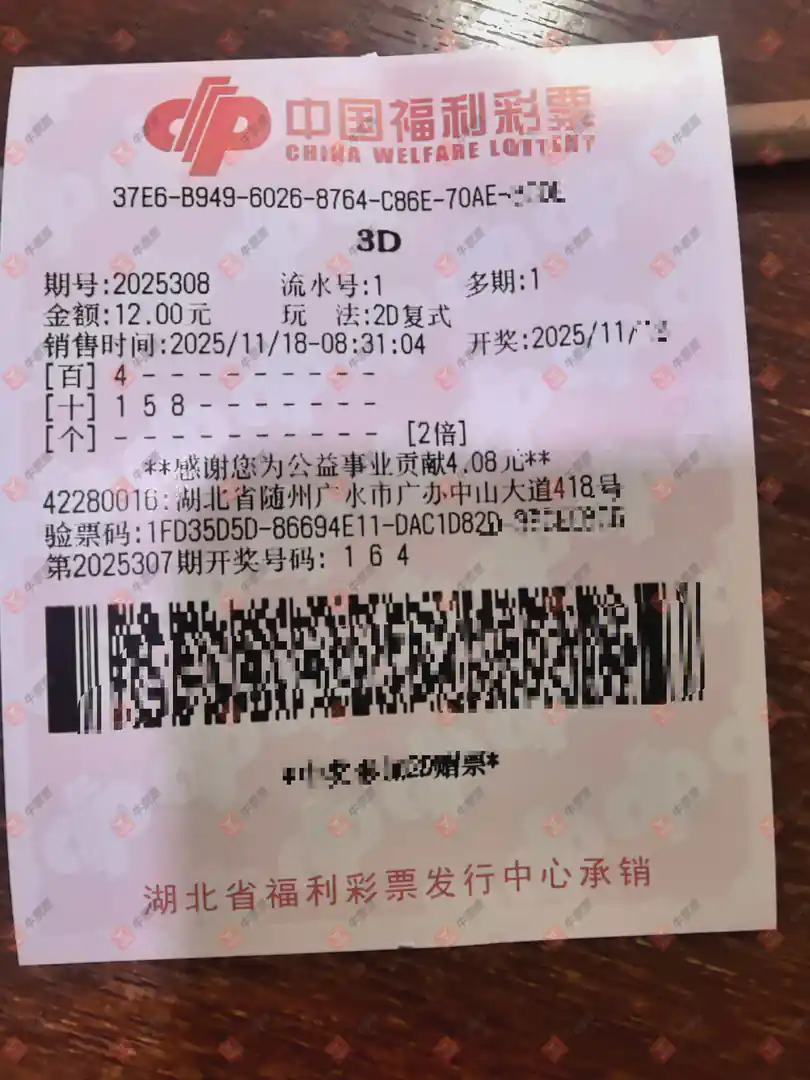 中国福利彩票
CHINA WELFARE LOTTERY
37E6-B949-6026-8764-C86E-70AE-
3D
期号:2025308 流水号:1 多期:1
金额:12.00元 玩 法:2D复式
销售时间:2025/11/18-08:31:04 开奖:2025/11/
[百] 4 - - - - - - - - -
[十] 1 5 8 - - - - - - -
[个] - - - - - - - - - - [2倍]
**感谢您为公益事业贡献4.08元**
42280016:湖北省随州广水市广办中山大道418号
验票码:1FD35D5D-86694E11-DAC1D82D-
第2025307期开奖号码: 1 6 4
湖北省福利彩票发行中心承销